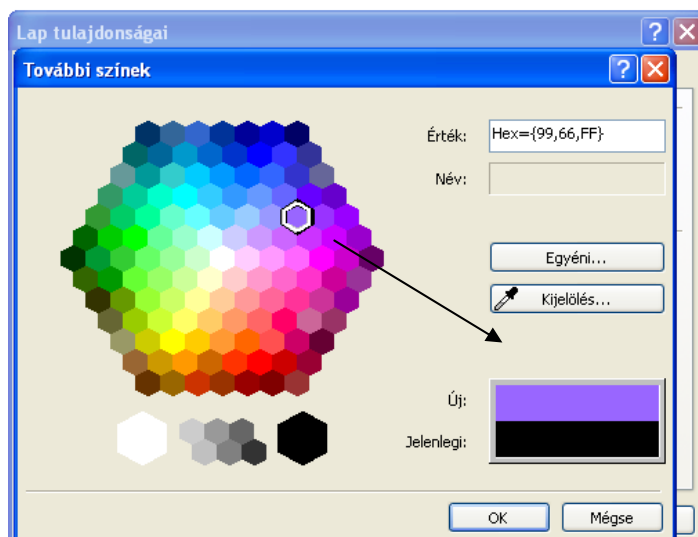 Lap tulajdonságai
További színek
Érték:
Hex={99,66,FF}
Név:
Egyéni...
Kijelölés...
Új:
Jelenlegi:
OK
Mégse